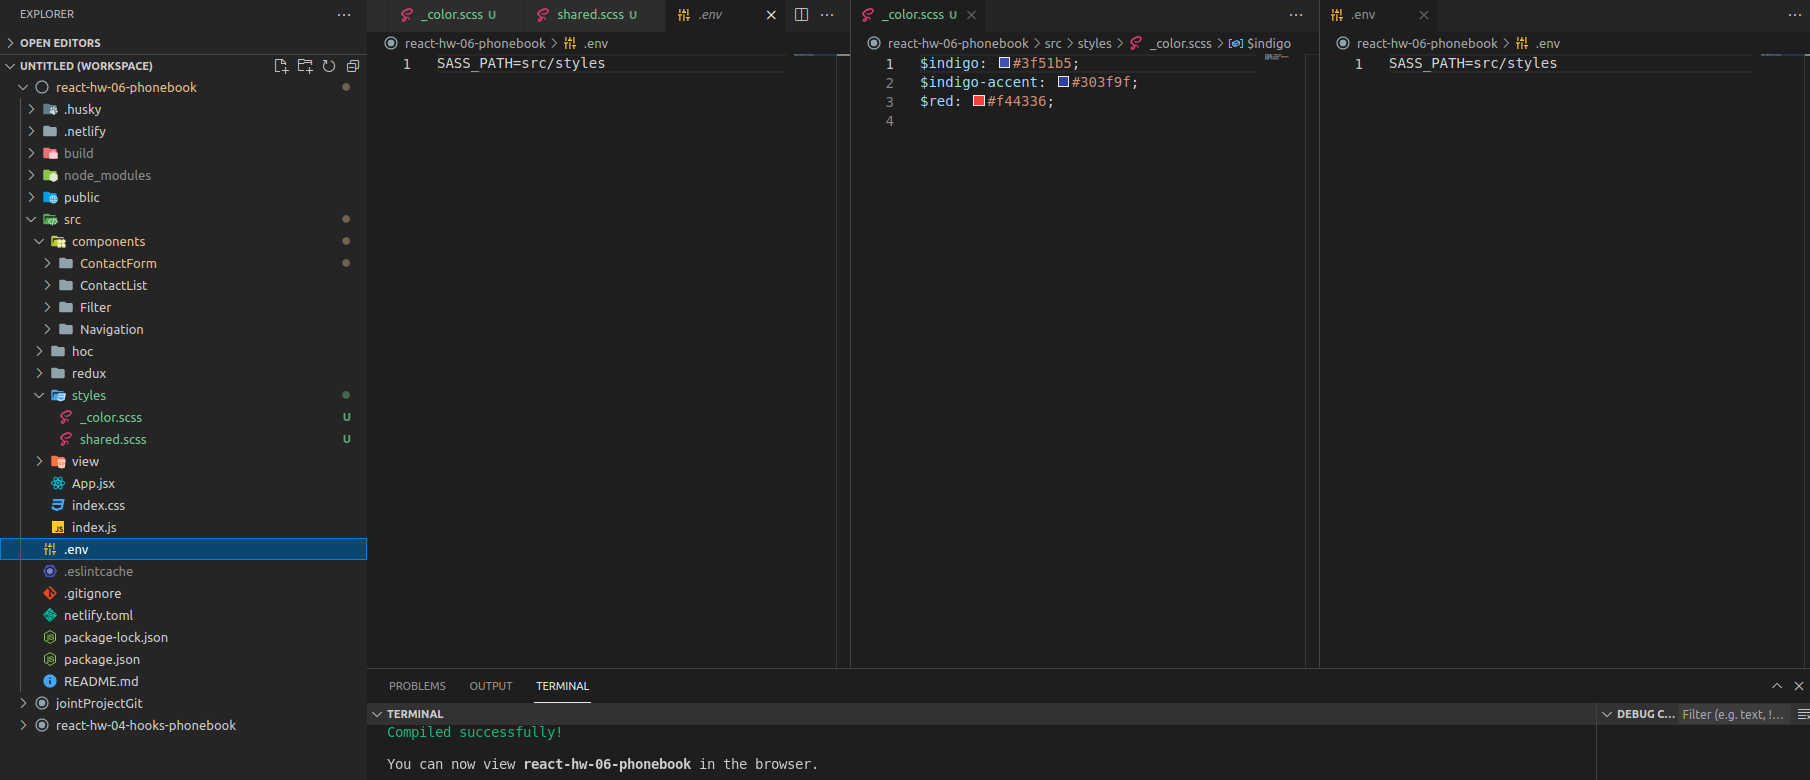 EXPLORER
OPEN EDITORS
UNTITLED (WORKSPACE)
react-hw-06-phonebook
.husky
.netlify
build
node_modules
public
src
components
ContactForm
ContactList
Filter
Navigation
hoc
redux
styles
_color.scss U
shared.scss U
view
App.jsx
index.css
index.js
.env
.eslintcache
.gitignore
netlify.toml
package-lock.json
package.json
README.md
jointProjectGit
react-hw-04-hooks-phonebook
_color.scss U shared.scss U .env
react-hw-06-phonebook > .env
1 SASS_PATH=src/styles
_color.scss U
react-hw-06-phonebook > src > styles > _color.scss > $indigo
1 $indigo: #3f51b5;
2 $indigo-accent: #303f9f;
3 $red: #f44336;
4
.env
react-hw-06-phonebook > .env
1 SASS_PATH=src/styles
PROBLEMS OUTPUT TERMINAL
TERMINAL
Compiled successfully!
You can now view react-hw-06-phonebook in the browser.
DEBUG C... Filter (e.g. text, !...